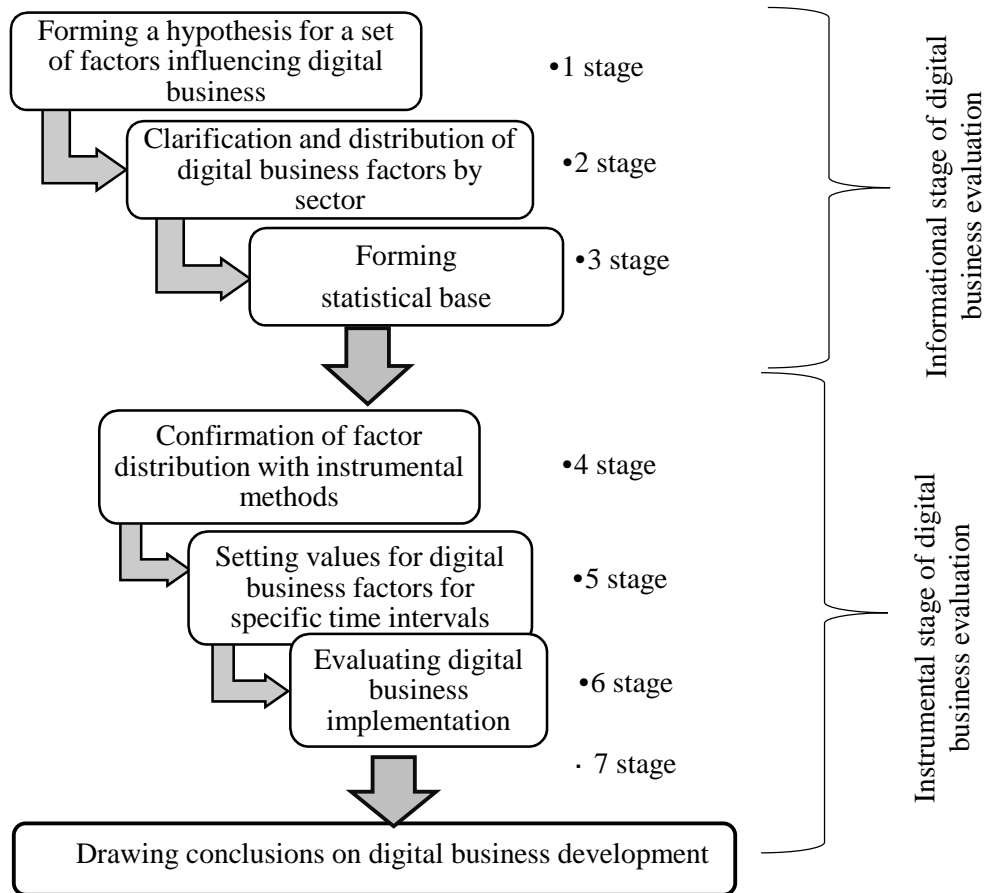 Forming a hypothesis for a set
of factors influencing digital
business
•1 stage
Clarification and distribution of
digital business factors by
sector
•2 stage
Forming
statistical base
•3 stage
Informational stage of digital
business evaluation
Confirmation of factor
distribution with instrumental
methods
•4 stage
Setting values for digital
business factors for
specific time intervals
•5 stage
Evaluating digital
business
implementation
•6 stage
· 7 stage
Drawing conclusions on digital business development
Instrumental stage of digital
business evaluation